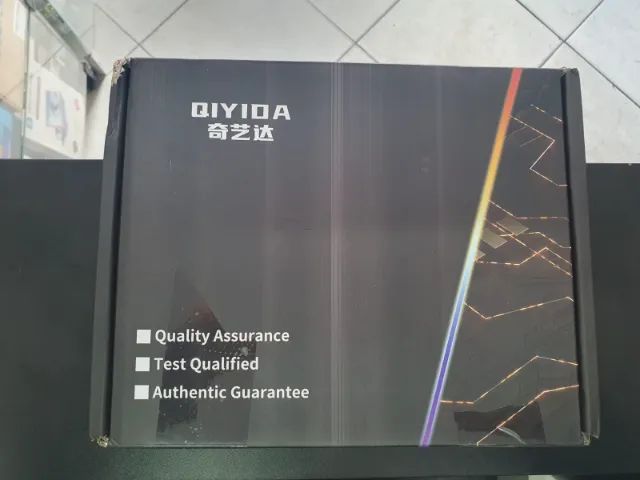 QIYIDA
奇艺达
Quality Assurance
Test Qualified
Authentic Guarantee